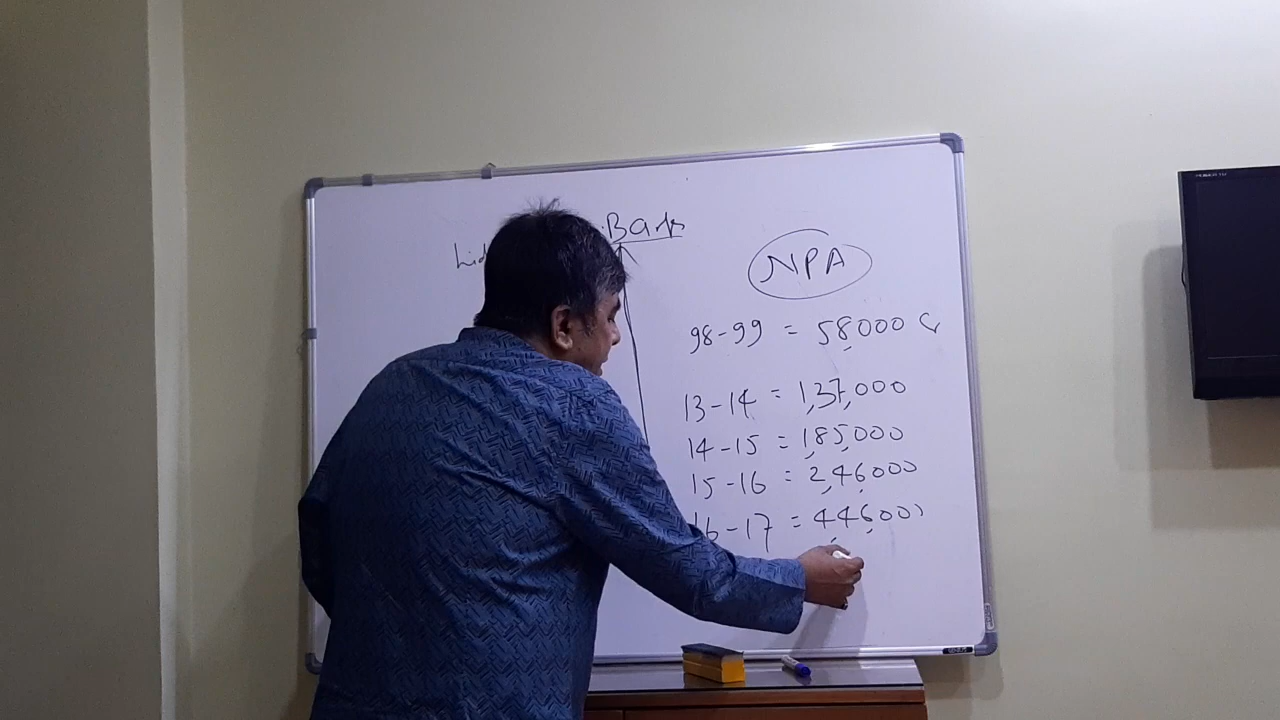 Bank
NPA
98-99 = 58,000 Cr
13-14 = 1,37,000
14-15 = 1,85,000
15-16 = 2,46,000
16-17 = 4,46,000